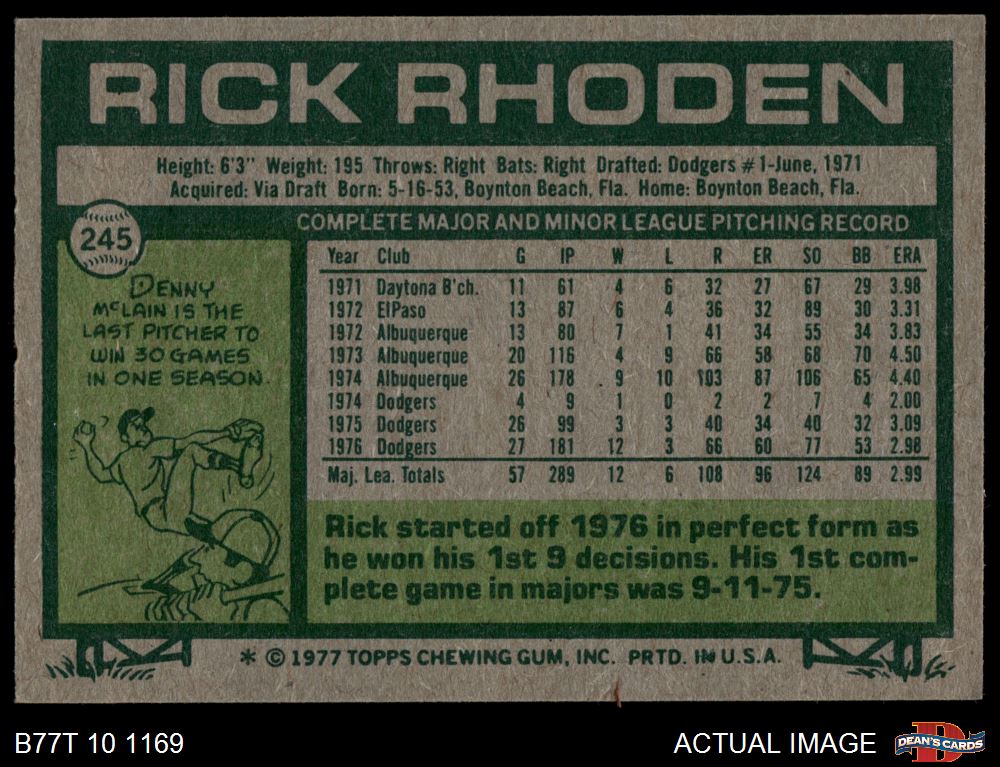 RICK RHODEN
Height: 6'3" Weight: 195 Throws: Right Bats: Right Drafted: Dodgers #1-June, 1971
Acquired: Via Draft Born: 5-16-53, Boynton Beach, Fla. Home: Boynton Beach, Fla.
245
COMPLETE MAJOR AND MINOR LEAGUE PITCHING RECORD
DENNY
McLAIN IS THE
LAST PITCHER TO
WIN 30 GAMES
IN ONE SEASON.
Year Club G IP W L R ER SO BB ERA
1971 Daytona B'ch. 11 61 4 6 32 27 67 29 3.98
1972 ElPaso 13 87 6 4 36 32 89 30 3.31
1972 Albuquerque 13 80 7 1 41 34 55 34 3.83
1973 Albuquerque 20 116 4 9 66 58 68 70 4.50
1974 Albuquerque 26 178 9 10 103 87 106 65 4.40
1974 Dodgers 4 9 1 0 2 2 7 4 2.00
1975 Dodgers 26 99 3 3 40 34 40 32 3.09
1976 Dodgers 27 181 12 3 66 60 77 53 2.98
Maj. Lea. Totals 57 289 12 6 108 96 124 89 2.99
Rick started off 1976 in perfect form as
he won his 1st 9 decisions. His 1st com-
plete game in majors was 9-11-75.
* © 1977 TOPPS CHEWING GUM, INC. PRTD. IN U.S.A.
B77T 10 1169
ACTUAL IMAGE
D
DEAN'S CARDS